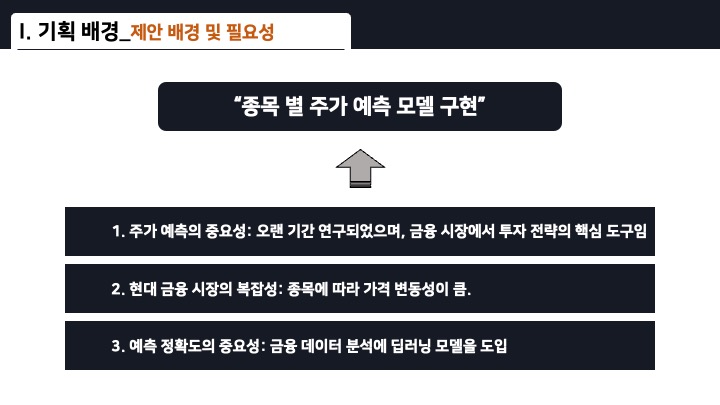 I. 기획 배경_제안 배경 및 필요성
“종목 별 주가 예측 모델 구현”
1. 주가 예측의 중요성: 오랜 기간 연구되었으며, 금융 시장에서 투자 전략의 핵심 도구임
2. 현대 금융 시장의 복잡성: 종목에 따라 가격 변동성이 큼.
3. 예측 정확도의 중요성: 금융 데이터 분석에 딥러닝 모델을 도입